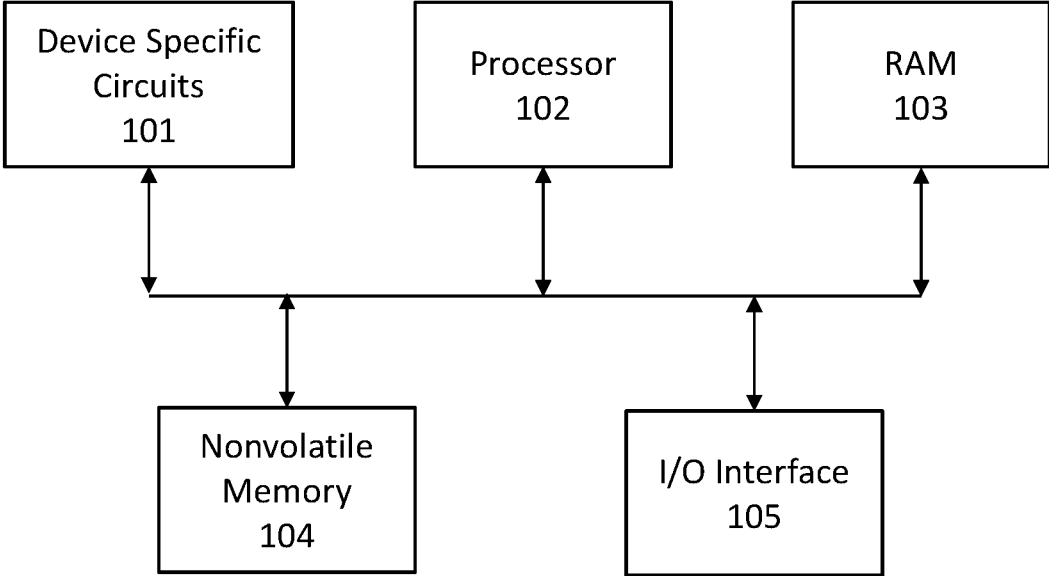 Device Specific
Circuits
101
Processor
102
RAM
103
Nonvolatile
Memory
104
I/O Interface
105